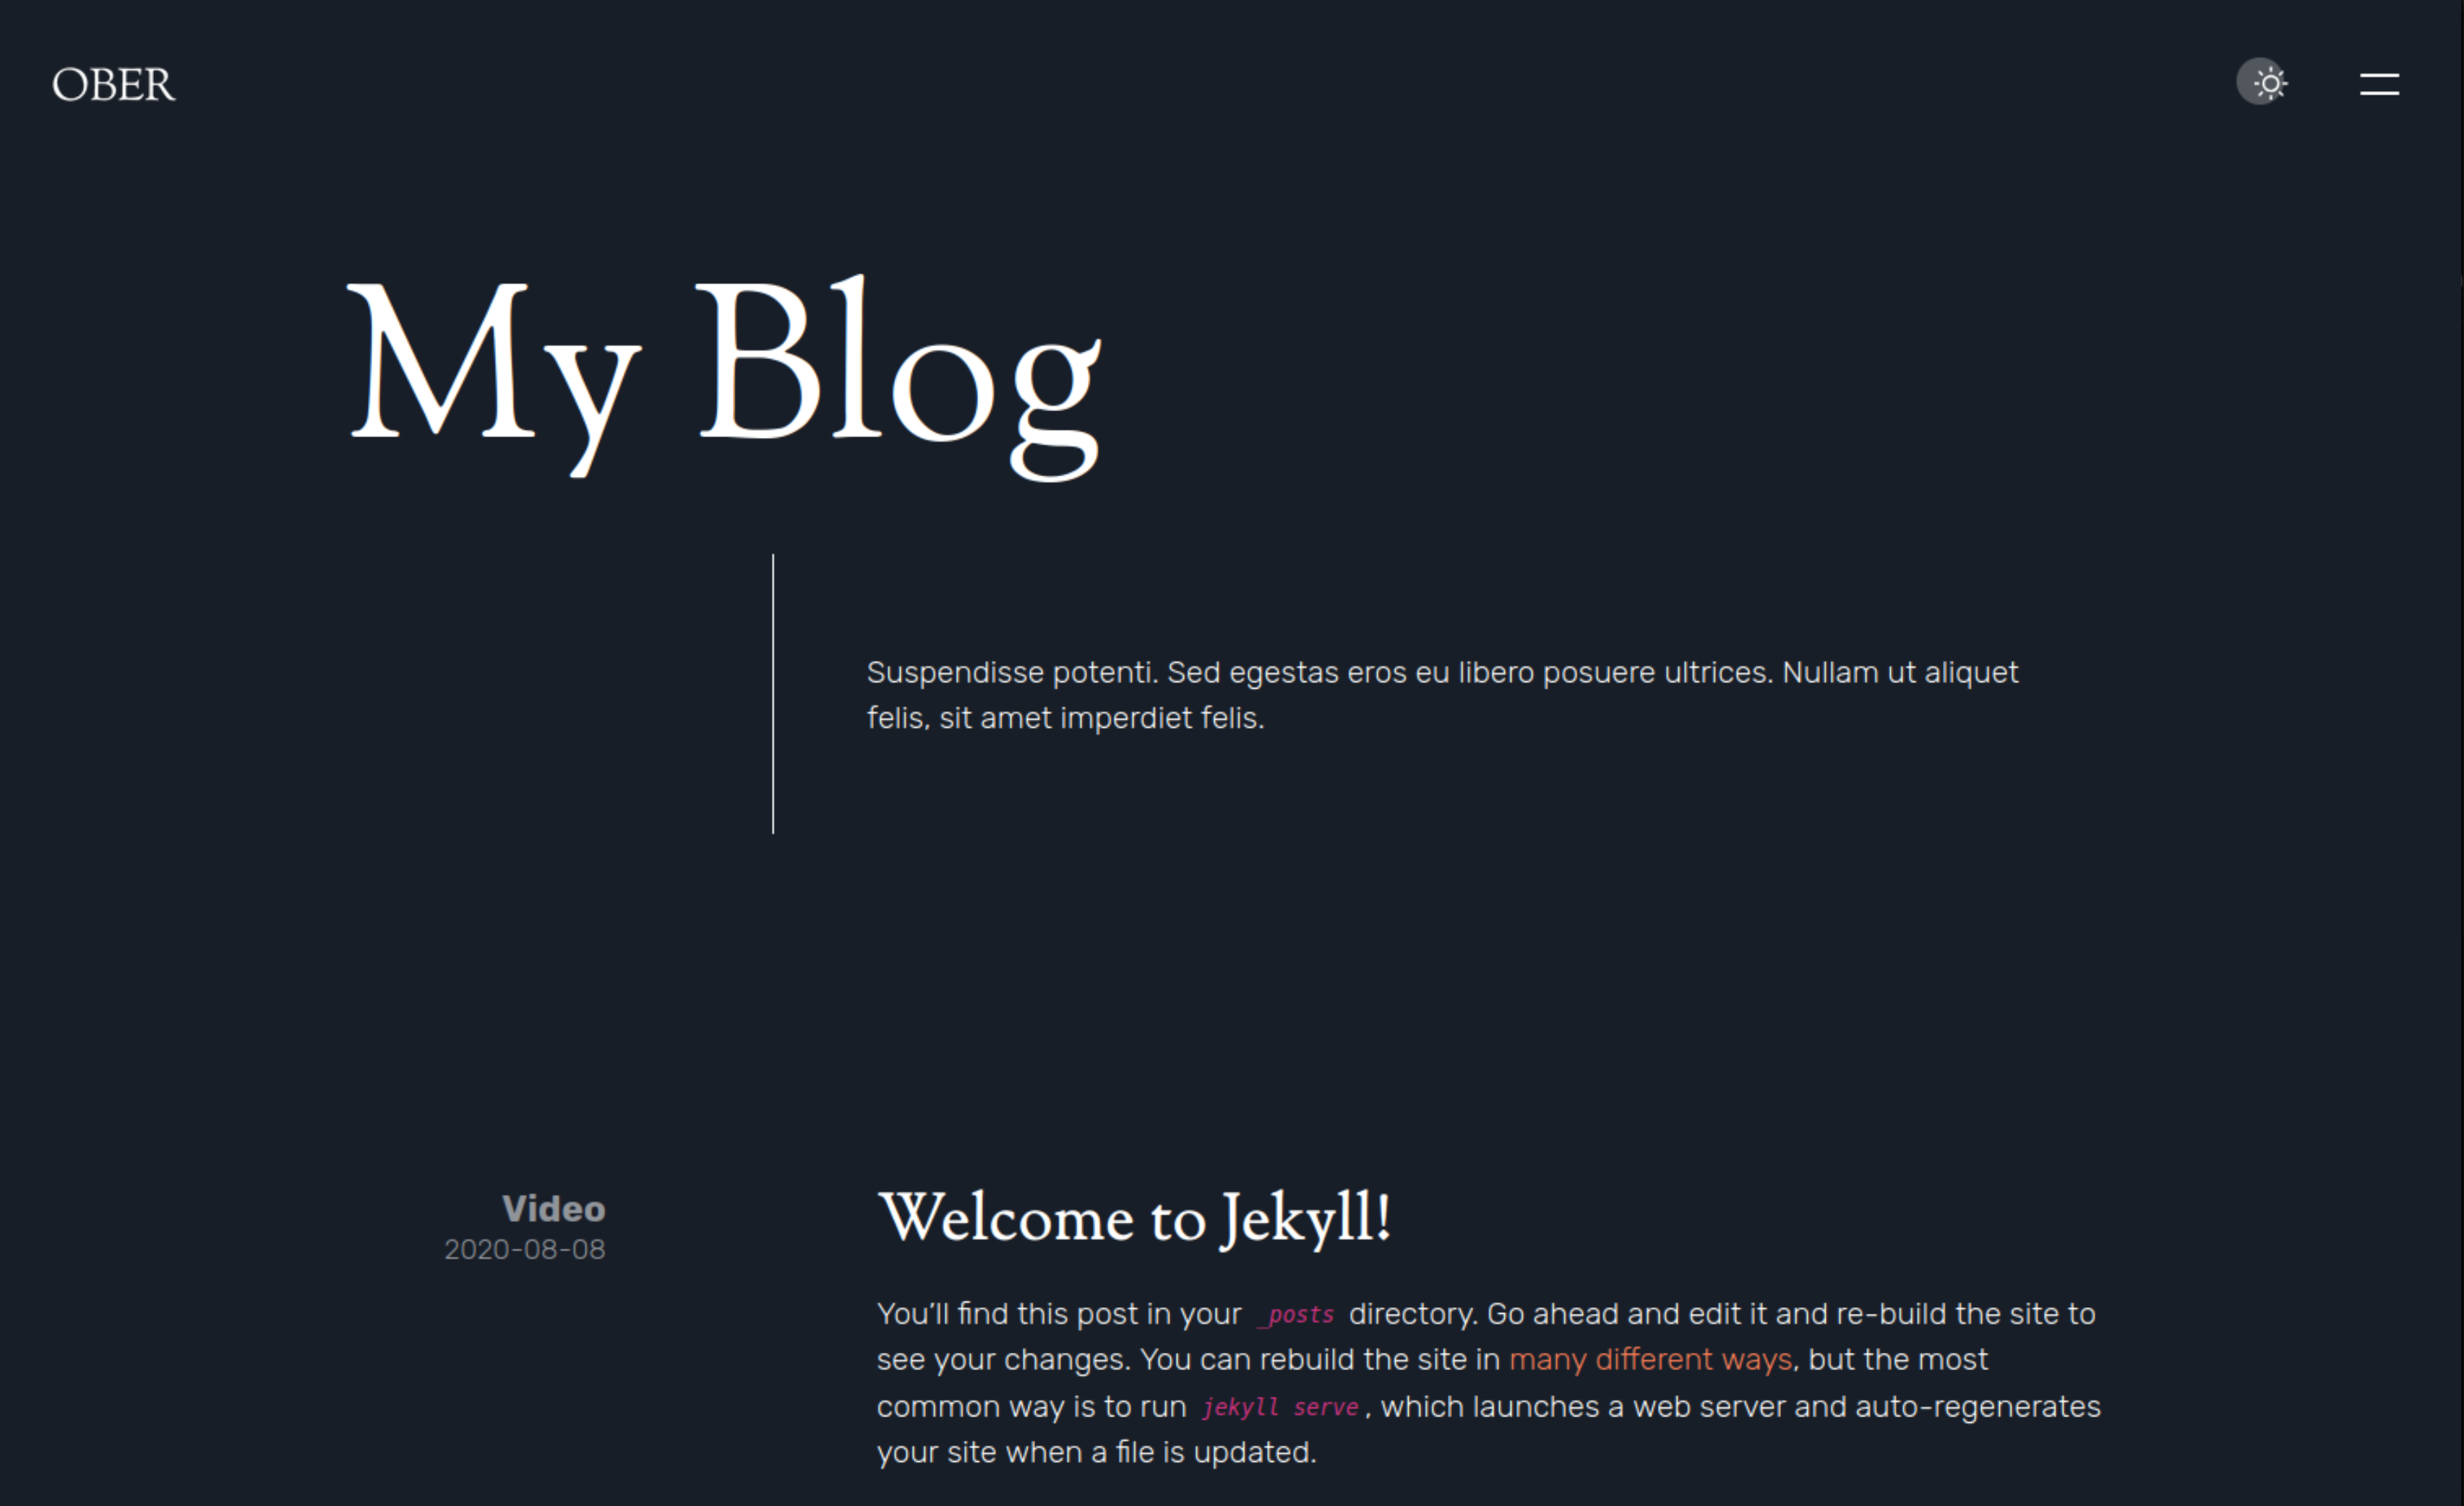 OBER
My Blog
Suspendisse potenti. Sed egestas eros eu libero posuere ultrices. Nullam ut aliquet
felis, sit amet imperdiet felis.
Video
2020-08-08
Welcome to Jekyll!
You’ll find this post in your _posts directory. Go ahead and edit it and re-build the site to
see your changes. You can rebuild the site in many different ways, but the most
common way is to run jekyll serve, which launches a web server and auto-regenerates
your site when a file is updated.